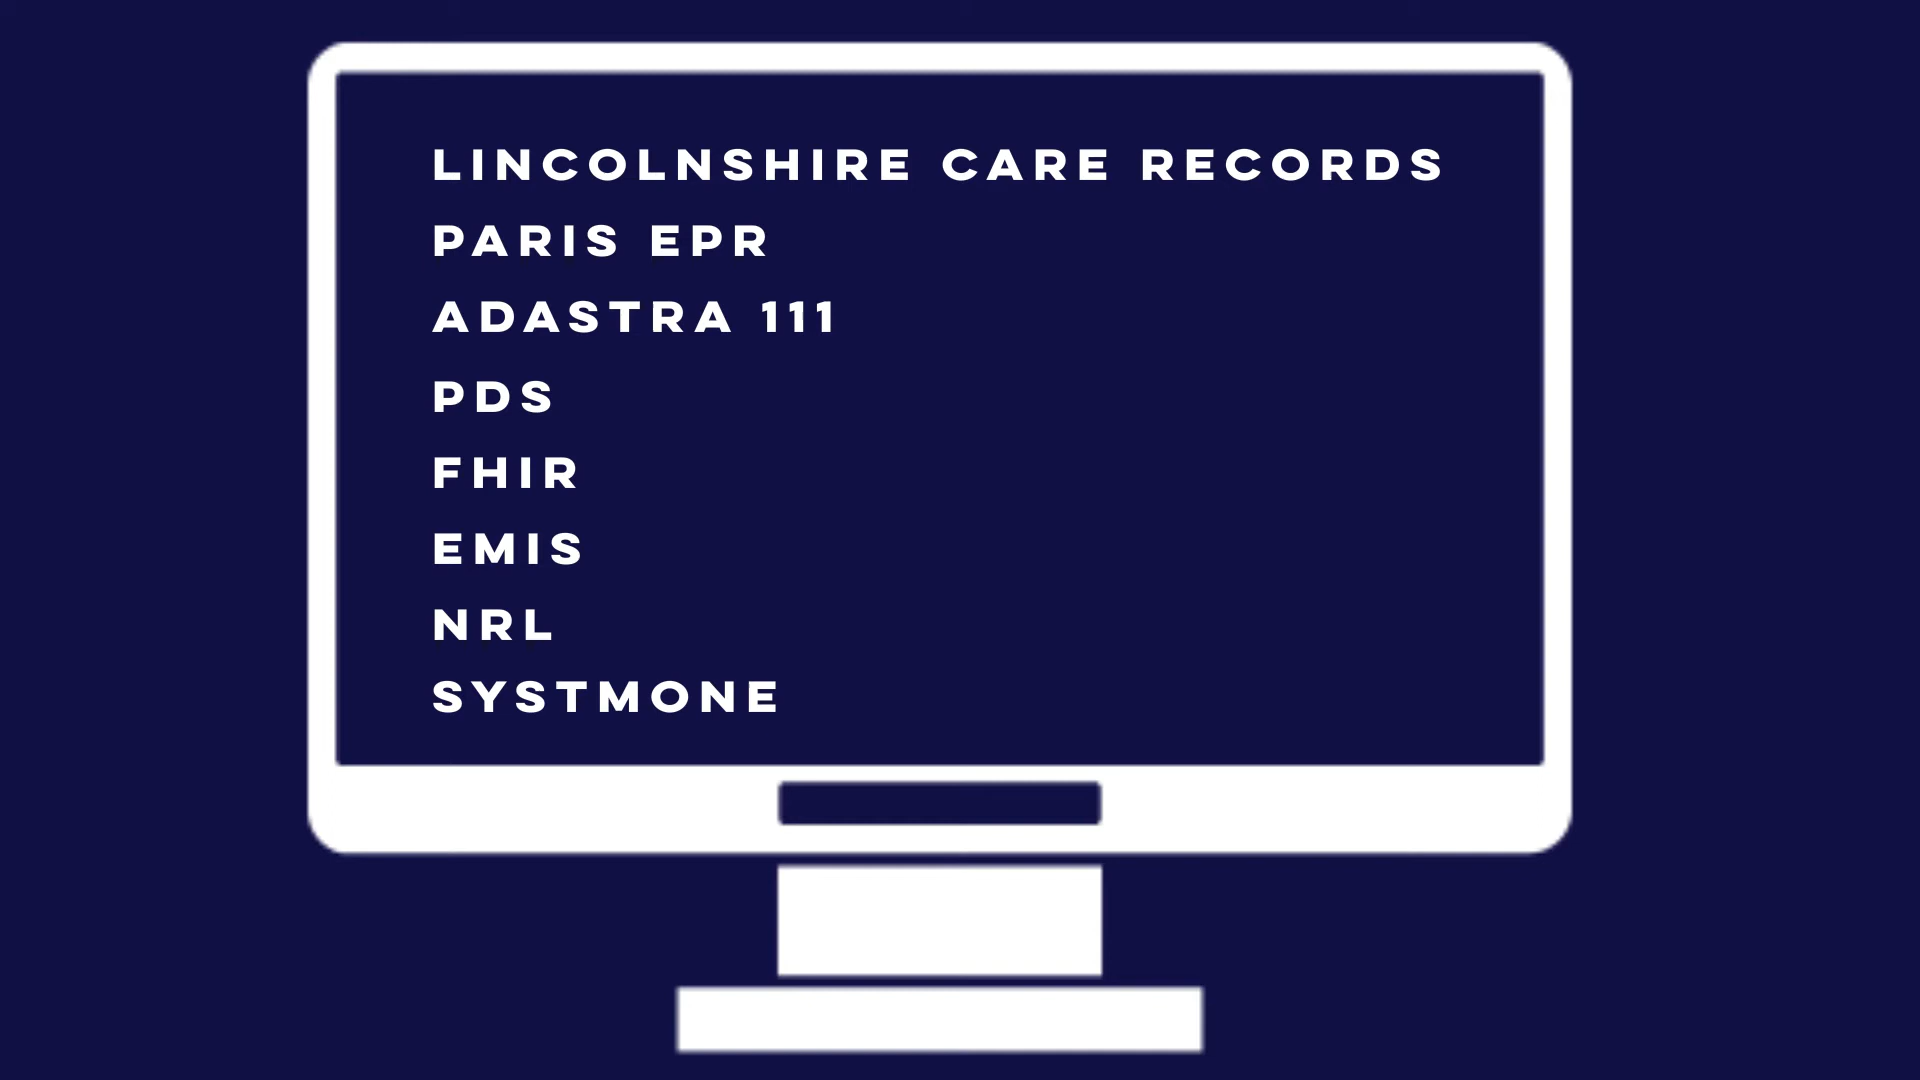 LINCOLNSHIRE CARE RECORDS
PARIS EPR
ADASTRA 111
PDS
FHIR
EMIS
NRL
SYSTMONE